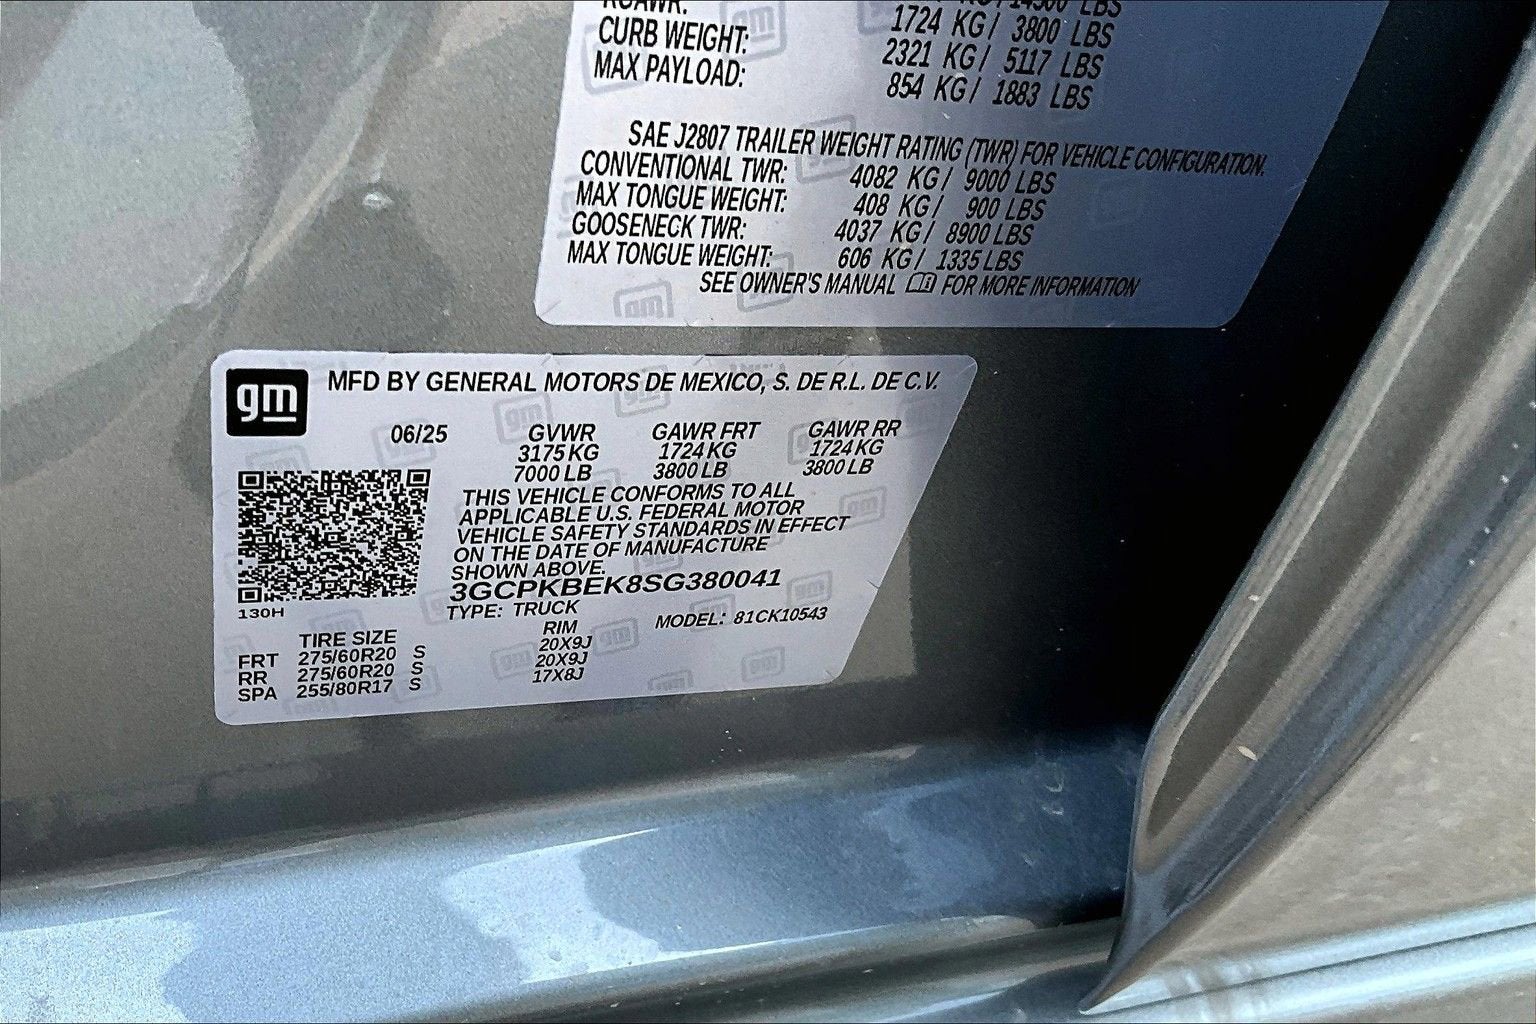 RGAWR: KG/ 14300 LBS
1724 KG/ 3800 LBS
CURB WEIGHT: 2321 KG/ 5117 LBS
MAX PAYLOAD: 854 KG/ 1883 LBS
SAE J2807 TRAILER WEIGHT RATING (TWR) FOR VEHICLE CONFIGURATION.
CONVENTIONAL TWR: 4082 KG/ 9000 LBS
MAX TONGUE WEIGHT: 408 KG/ 900 LBS
GOOSENECK TWR: 4037 KG/ 8900 LBS
MAX TONGUE WEIGHT: 606 KG/ 1335 LBS
SEE OWNER'S MANUAL FOR MORE INFORMATION
gm MFD BY GENERAL MOTORS DE MEXICO, S. DE R.L. DE C.V.
06/25 GVWR GAWR FRT GAWR RR
3175 KG 1724 KG 1724 KG
7000 LB 3800 LB 3800 LB
THIS VEHICLE CONFORMS TO ALL
APPLICABLE U.S. FEDERAL MOTOR
VEHICLE SAFETY STANDARDS IN EFFECT
ON THE DATE OF MANUFACTURE
SHOWN ABOVE.
3GCPKBEK8SG380041
130H
TYPE: TRUCK MODEL: 81CK10543
TIRE SIZE RIM
FRT 275/60R20 S 20X9J
RR 275/60R20 S 20X9J
SPA 255/80R17 S 17X8J